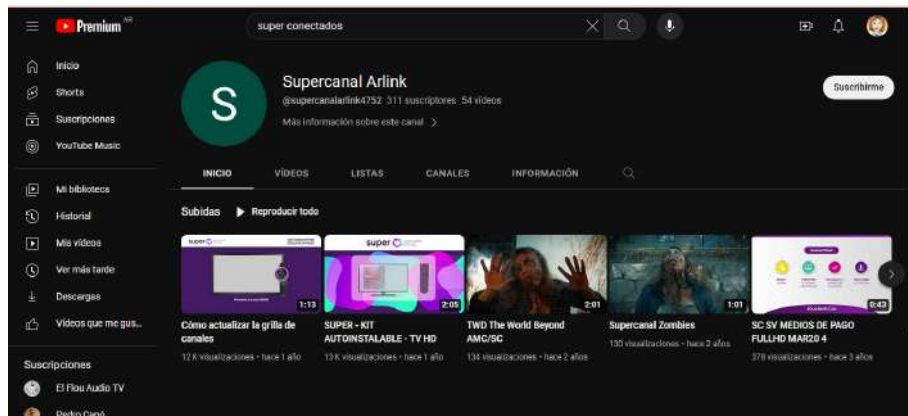 Premium AR
super conectados
Inicio
Shorts
Suscripciones
YouTube Music
Mi biblioteca
Historial
Mis vídeos
Ver más tarde
Descargas
Vídeos que me gus...
Suscripciones
El Flou Audio TV
Pedro Capó
S
Supercanal Arlink
@supercanalarlink4752 311 suscriptores 54 vídeos
Más información sobre este canal
Suscribirme
INICIO VÍDEOS LISTAS CANALES INFORMACIÓN
Subidas Reproducir todo
super
1:13
Cómo actualizar la grilla de
canales
12 K visualizaciones • hace 1 año
super
2:05
SUPER - KIT
AUTOINSTALABLE - TV HD
13 K visualizaciones • hace 1 año
2:01
TWD The World Beyond
AMC/SC
134 visualizaciones • hace 2 años
1:01
Supercanal Zombies
130 visualizaciones • hace 2 años
0:43
SC SV MEDIOS DE PAGO
FULLHD MAR20 4
378 visualizaciones • hace 3 años